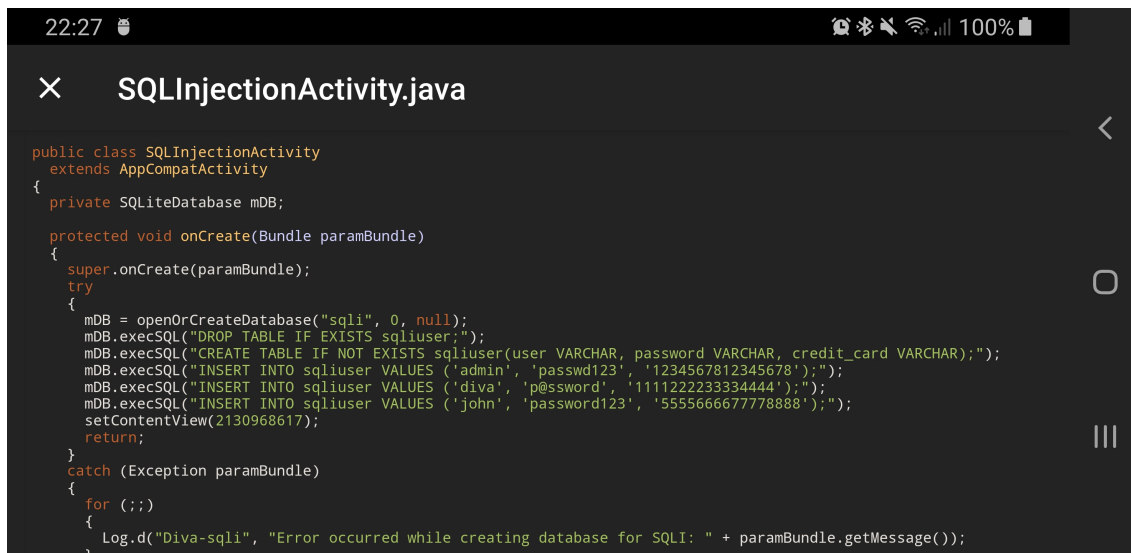 22:27 100%
SQLInjectionActivity.java
public class SQLInjectionActivity
  extends AppCompatActivity
{
  private SQLiteDatabase mDB;

  protected void onCreate(Bundle paramBundle)
  {
    super.onCreate(paramBundle);
    try
    {
      mDB = openOrCreateDatabase("sqli", 0, null);
      mDB.execSQL("DROP TABLE IF EXISTS sqliuser;");
      mDB.execSQL("CREATE TABLE IF NOT EXISTS sqliuser(user VARCHAR, password VARCHAR, credit_card VARCHAR);");
      mDB.execSQL("INSERT INTO sqliuser VALUES ('admin', 'passwd123', '1234567812345678');");
      mDB.execSQL("INSERT INTO sqliuser VALUES ('diva', 'p@ssword', '1111222233334444');");
      mDB.execSQL("INSERT INTO sqliuser VALUES ('john', 'password123', '5555666677778888');");
      setContentView(2130968617);
      return;
    }
    catch (Exception paramBundle)
    {
      for (;;)
      {
        Log.d("Diva-sqli", "Error occurred while creating database for SQLI: " + paramBundle.getMessage());
      }